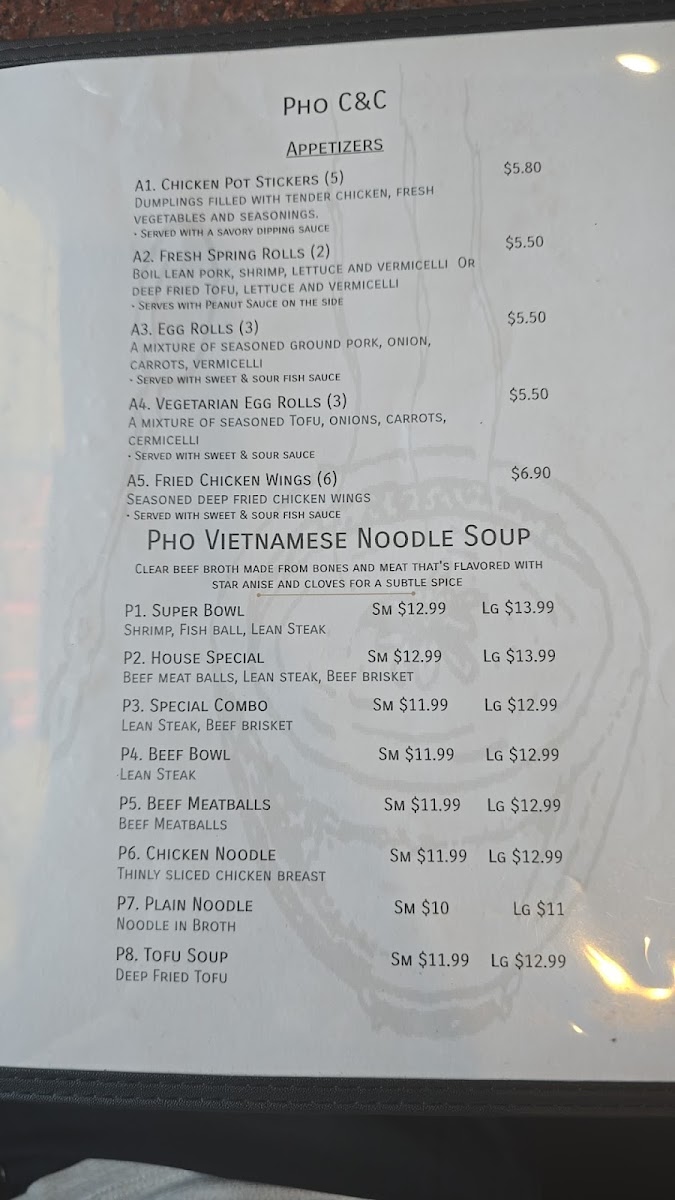 Pho C&C
Appetizers
A1. Chicken Pot Stickers (5) $5.80
Dumplings filled with tender chicken, fresh
vegetables and seasonings.
• Served with a savory dipping sauce
A2. Fresh Spring Rolls (2) $5.50
Boil lean pork, shrimp, lettuce and vermicelli Or
deep fried Tofu, lettuce and vermicelli
• Serves with Peanut Sauce on the side
A3. Egg Rolls (3) $5.50
A mixture of seasoned ground pork, onion,
carrots, vermicelli
• Served with sweet & sour fish sauce
A4. Vegetarian Egg Rolls (3) $5.50
A mixture of seasoned Tofu, onions, carrots,
cermicelli
• Served with sweet & sour sauce
A5. Fried Chicken Wings (6) $6.90
Seasoned deep fried chicken wings
• Served with sweet & sour fish sauce
Pho Vietnamese Noodle Soup
Clear beef broth made from bones and meat that's flavored with
star anise and cloves for a subtle spice
P1. Super Bowl Sm $12.99 Lg $13.99
Shrimp, Fish ball, Lean Steak
P2. House Special Sm $12.99 Lg $13.99
Beef meat balls, Lean steak, Beef brisket
P3. Special Combo Sm $11.99 Lg $12.99
Lean Steak, Beef brisket
P4. Beef Bowl Sm $11.99 Lg $12.99
Lean Steak
P5. Beef Meatballs Sm $11.99 Lg $12.99
Beef Meatballs
P6. Chicken Noodle Sm $11.99 Lg $12.99
Thinly sliced chicken breast
P7. Plain Noodle Sm $10 Lg $11
Noodle in Broth
P8. Tofu Soup Sm $11.99 Lg $12.99
Deep Fried Tofu